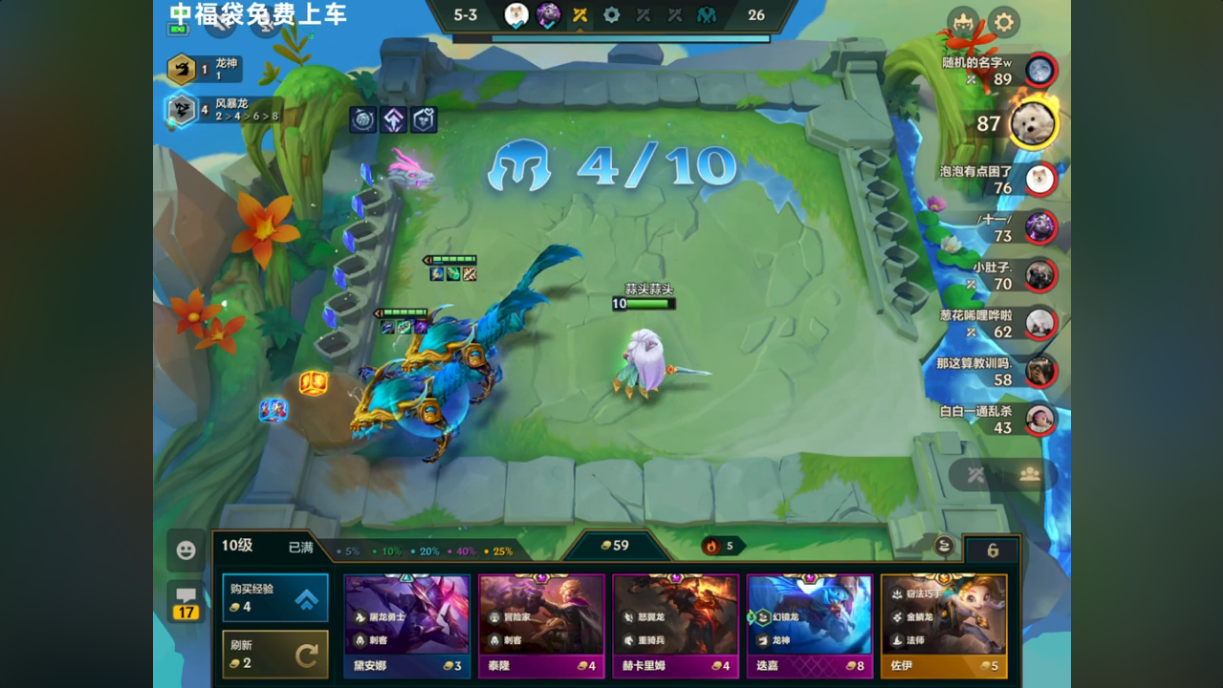 中福袋免费上车
5-3
26
1 龙神
1
4 风暴龙
2 > 4 > 6 > 8
4/10
随机的名字w
89
87
泡泡有点困了
76
/十一/
73
小肚子.
70
葱花唏哩哗啦
62
那这算教训吗.
58
白白一通乱杀
43
蒜头蒜头
10
10级
已满
5%
10%
20%
40%
25%
59
5
6
17
购买经验
4
刷新
2
屠龙勇士
刺客
黛安娜
3
冒险家
刺客
泰隆
4
怒翼龙
重骑兵
赫卡里姆
4
3
幻镜龙
龙神
迭嘉
8
窃法巧手
金鳞龙
法师
佐伊
5